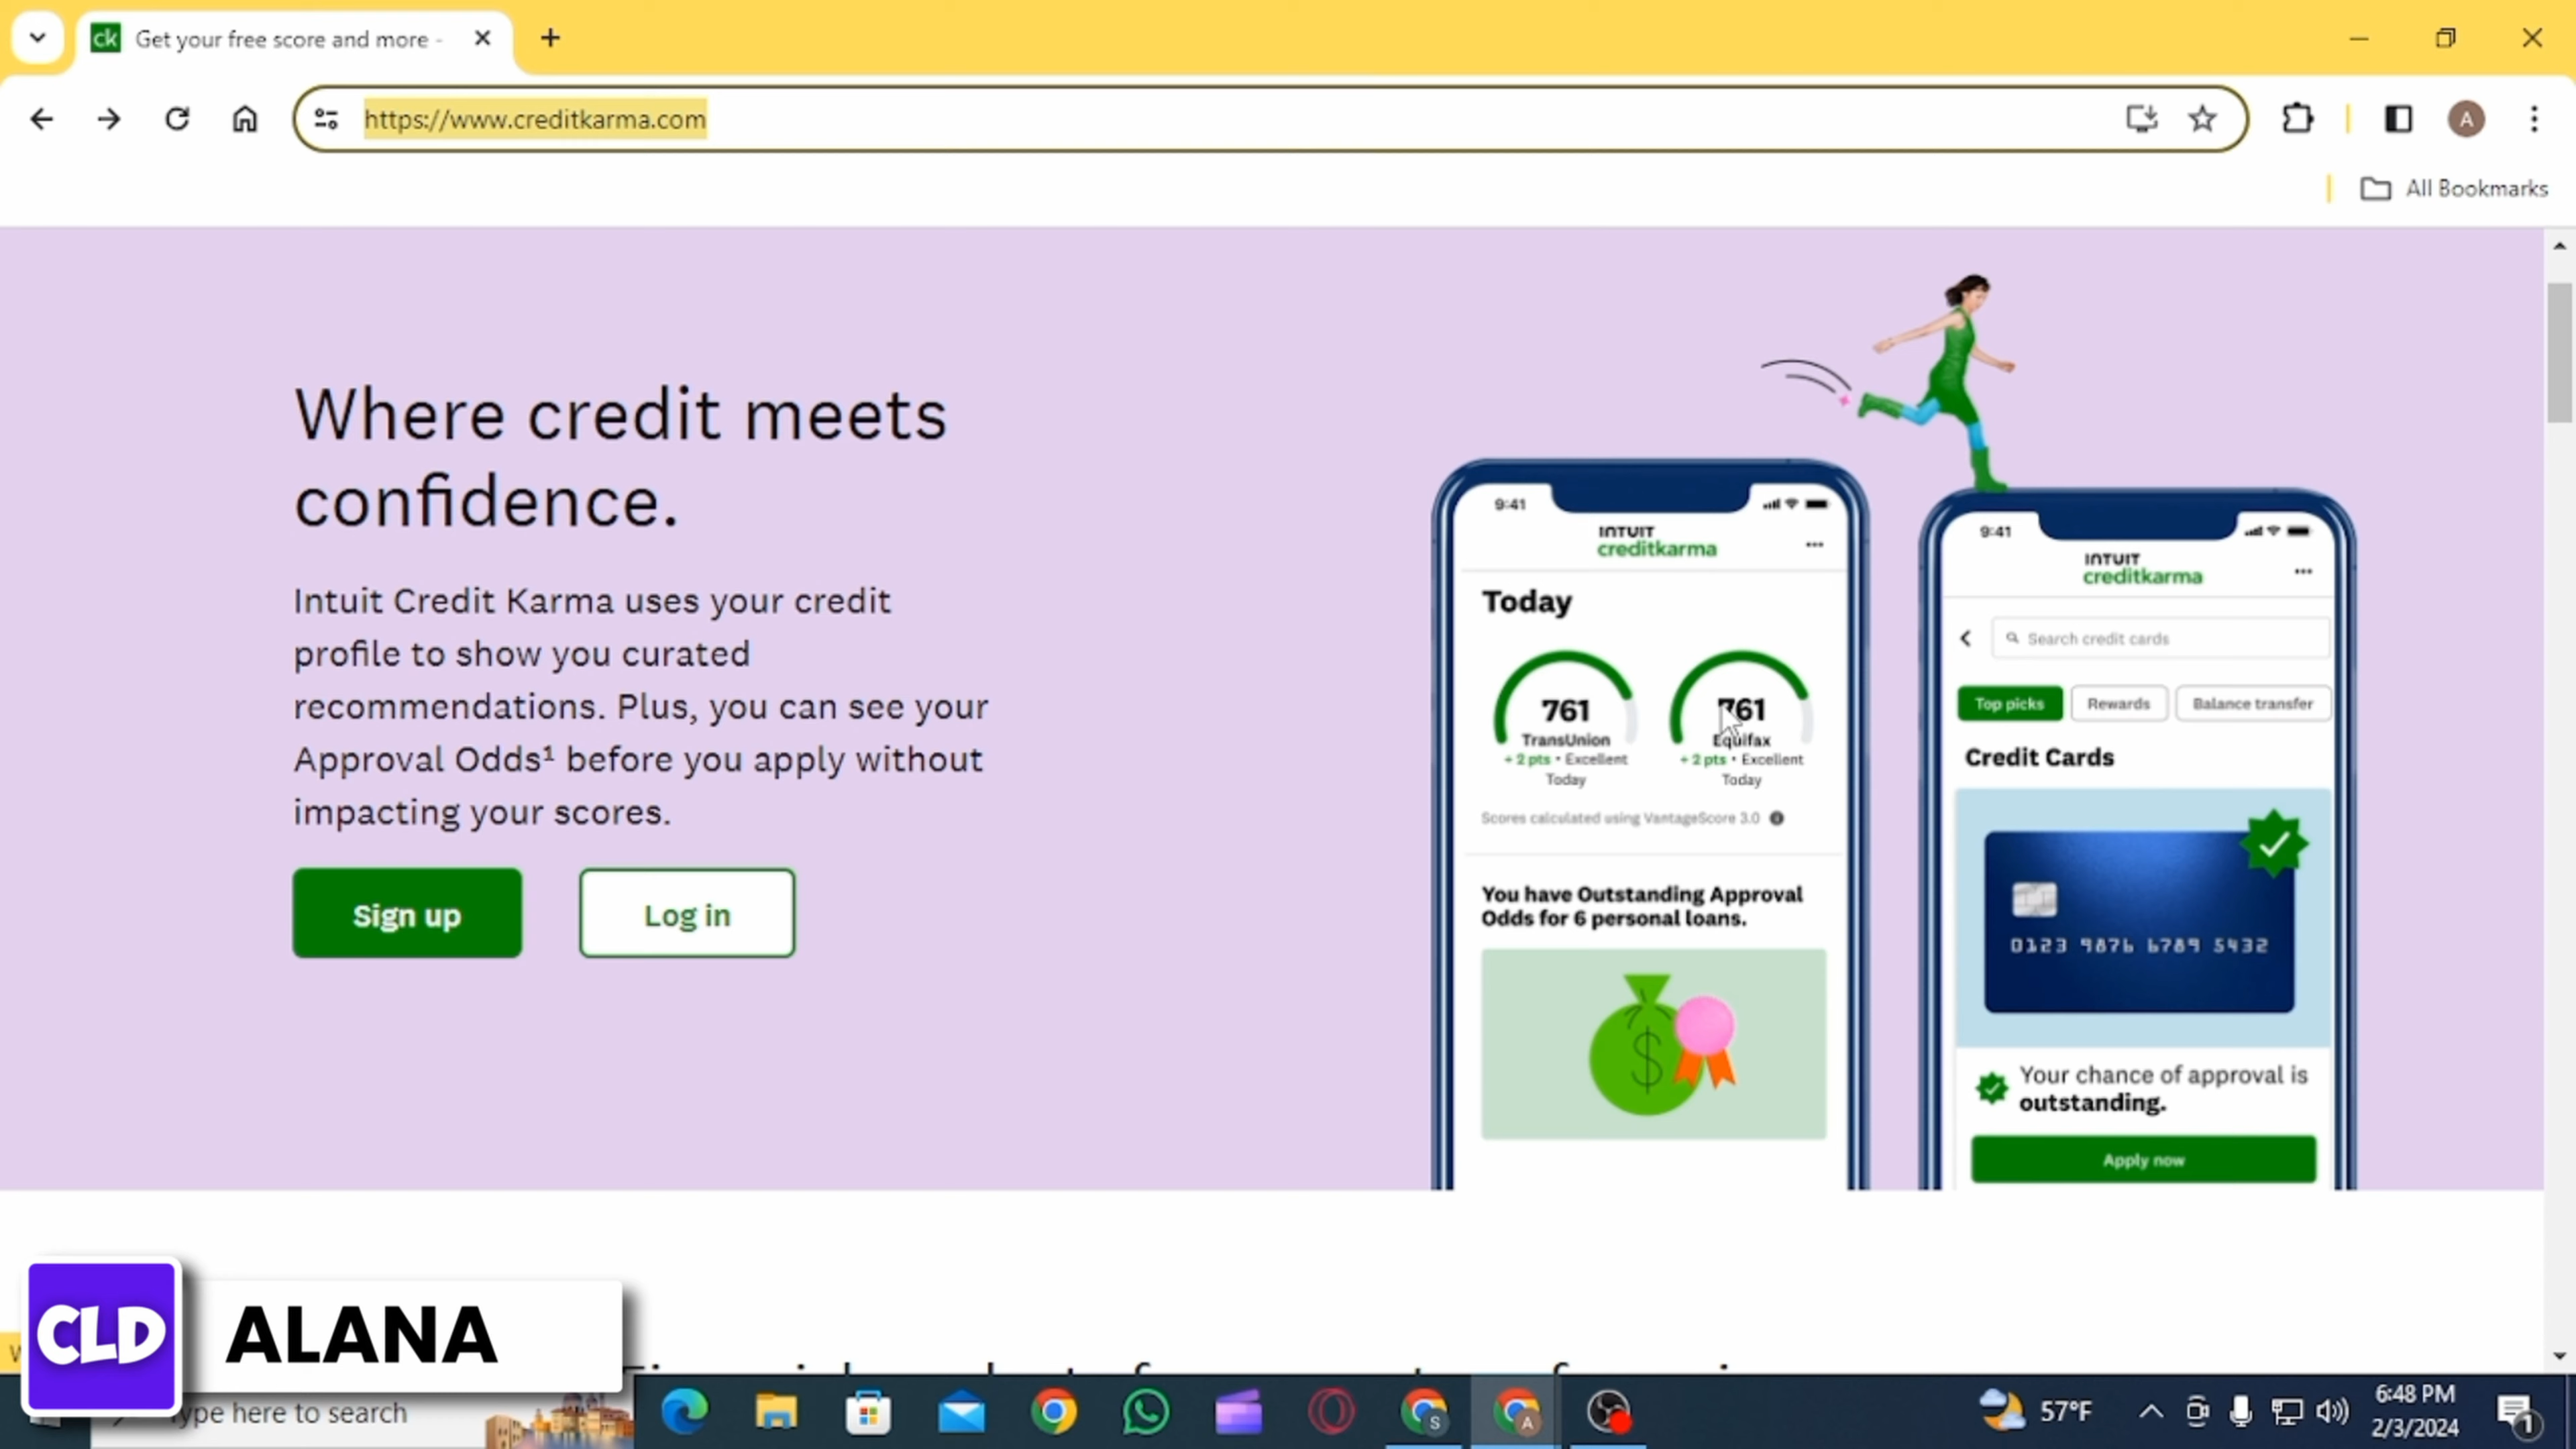 ck Get your free score and more -
https://www.creditkarma.com
A
All Bookmarks
Where credit meets
confidence.
Intuit Credit Karma uses your credit
profile to show you curated
recommendations. Plus, you can see your
Approval Odds¹ before you apply without
impacting your scores.
Sign up
Log in
9:41
INTUIT
creditkarma
Today
761
TransUnion
+ 2 pts • Excellent
Today
761
Equifax
+ 2 pts • Excellent
Today
Scores calculated using VantageScore 3.0
You have Outstanding Approval
Odds for 6 personal loans.
$
9:41
INTUIT
creditkarma
Search credit cards
Top picks
Rewards
Balance transfer
Credit Cards
0123 9876 6789 5432
Your chance of approval is
outstanding.
Apply now
CLD
ALANA
Type here to search
S
A
57°F
6:48 PM
2/3/2024
1